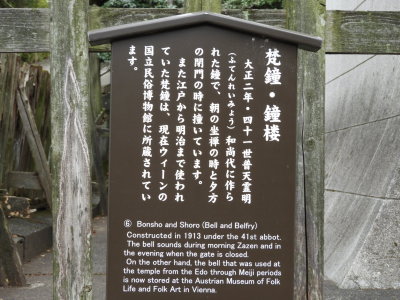 梵鐘・鐘楼
大正二年・四十一世普天霊明
（ふてんれいみょう）和尚代に作ら
れた鐘で、朝の坐禅の時と夕方
の閉門の時に撞いています。
また江戸から明治まで使われ
ていた梵鐘は、現在ウィーンの
国立民俗博物館に所蔵されてい
ます。
⑥ Bonsho and Shoro (Bell and Belfry)
Constructed in 1913 under the 41st abbot.
The bell sounds during morning Zazen and in
the evening when the gate is closed.
On the other hand, the bell that was used at
the temple from the Edo through Meiji periods
is now stored at the Austrian Museum of Folk
Life and Folk Art in Vienna.